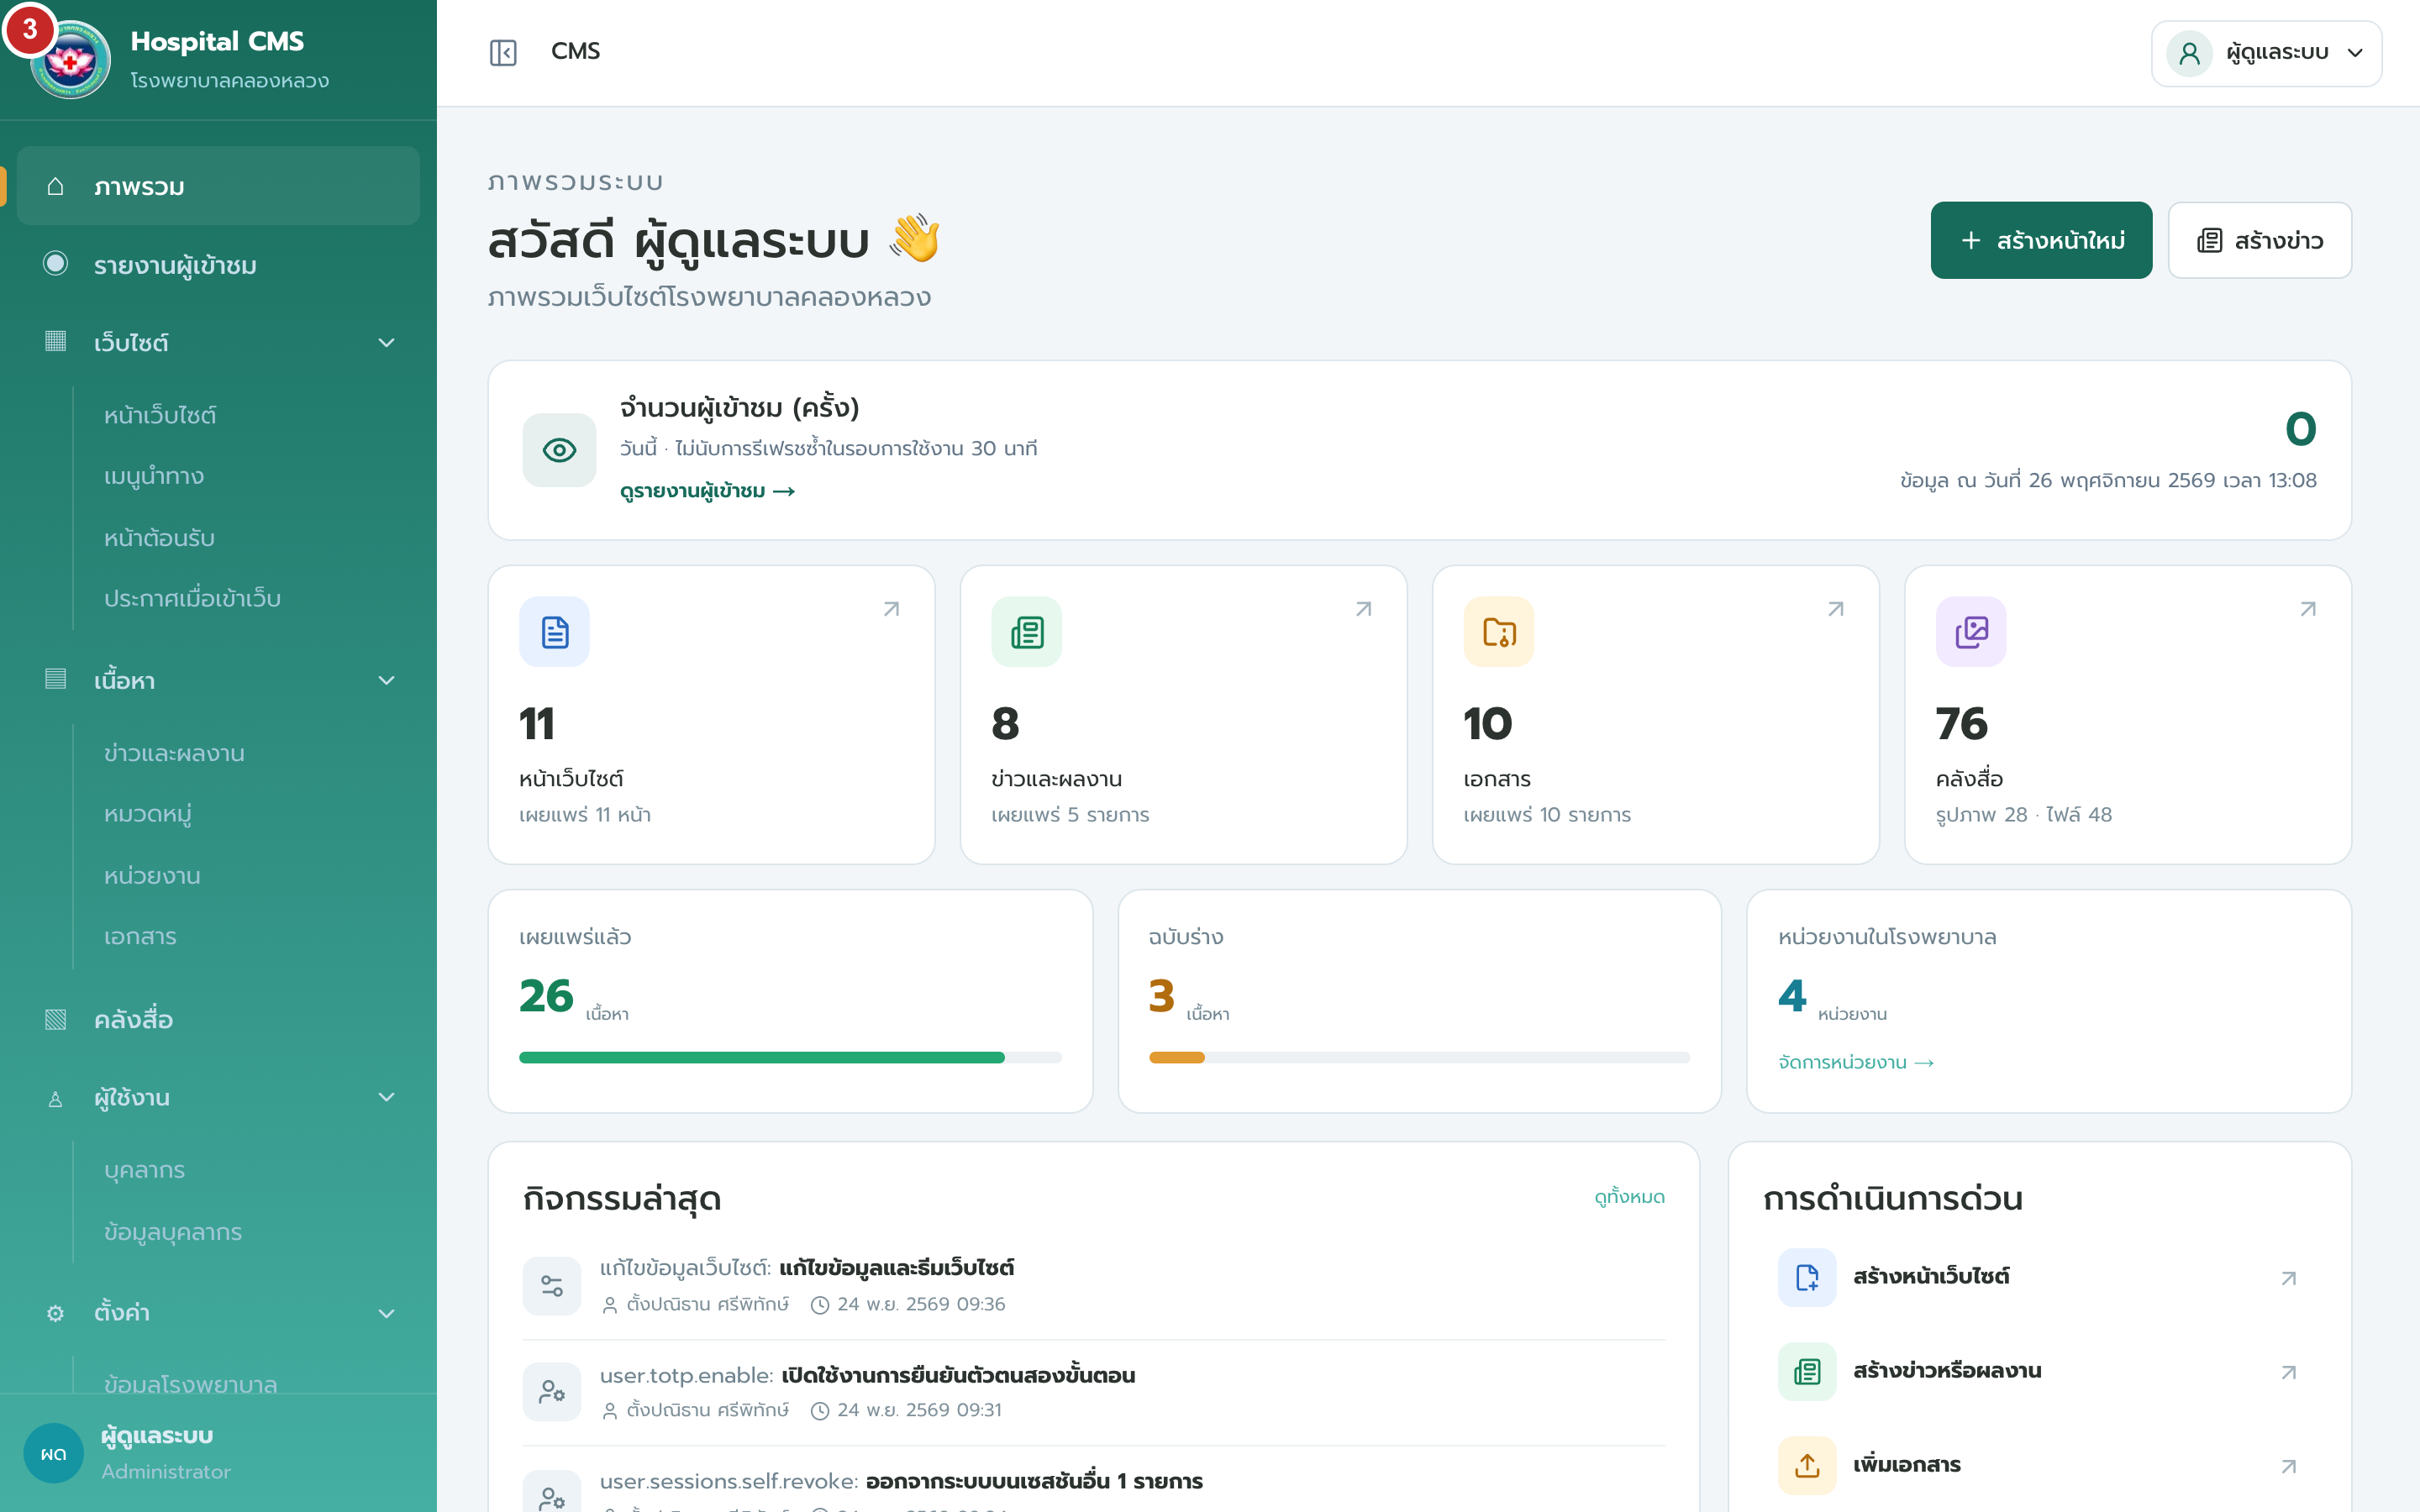 3
Hospital CMS
โรงพยาบาลคลองหลวง
ภาพรวม
รายงานผู้เข้าชม
เว็บไซต์
หน้าเว็บไซต์
เมนูนำทาง
หน้าต้อนรับ
ประกาศเมื่อเข้าเว็บ
เนื้อหา
ข่าวและผลงาน
หมวดหมู่
หน่วยงาน
เอกสาร
คลังสื่อ
ผู้ใช้งาน
บุคลากร
ข้อมูลบุคลากร
ตั้งค่า
ข้อมูลโรงพยาบาล
ผด
ผู้ดูแลระบบ
Administrator
CMS
ผู้ดูแลระบบ
ภาพรวมระบบ
สวัสดี ผู้ดูแลระบบ 👋
ภาพรวมเว็บไซต์โรงพยาบาลคลองหลวง
+ สร้างหน้าใหม่
สร้างข่าว
จำนวนผู้เข้าชม (ครั้ง)
วันนี้ · ไม่นับการรีเฟรชซ้ำในรอบการใช้งาน 30 นาที
ดูรายงานผู้เข้าชม →
0
ข้อมูล ณ วันที่ 26 พฤศจิกายน 2569 เวลา 13:08
11
หน้าเว็บไซต์
เผยแพร่ 11 หน้า
8
ข่าวและผลงาน
เผยแพร่ 5 รายการ
10
เอกสาร
เผยแพร่ 10 รายการ
76
คลังสื่อ
รูปภาพ 28 · ไฟล์ 48
เผยแพร่แล้ว
26 เนื้อหา
ฉบับร่าง
3 เนื้อหา
หน่วยงานในโรงพยาบาล
4 หน่วยงาน
จัดการหน่วยงาน →
กิจกรรมล่าสุด
ดูทั้งหมด
แก้ไขข้อมูลเว็บไซต์: แก้ไขข้อมูลและธีมเว็บไซต์
ตั้งปณิธาน ศรีพิทักษ์ 24 พ.ย. 2569 09:36
user.totp.enable: เปิดใช้งานการยืนยันตัวตนสองขั้นตอน
ตั้งปณิธาน ศรีพิทักษ์ 24 พ.ย. 2569 09:31
user.sessions.self.revoke: ออกจากระบบบนเซสชันอื่น 1 รายการ
การดำเนินการด่วน
สร้างหน้าเว็บไซต์
สร้างข่าวหรือผลงาน
เพิ่มเอกสาร